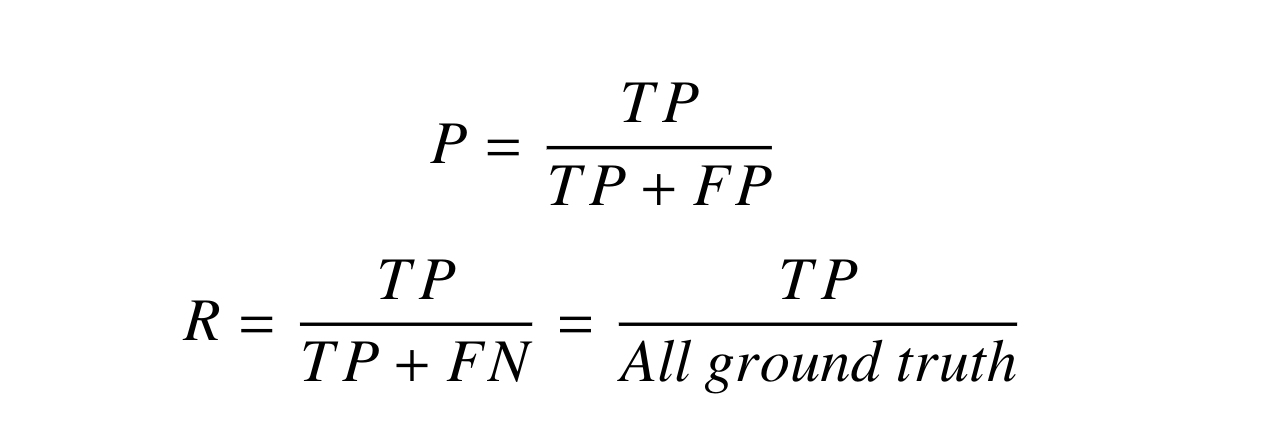 P = TP / TP + FP
R = TP / TP + FN = TP / All ground truth